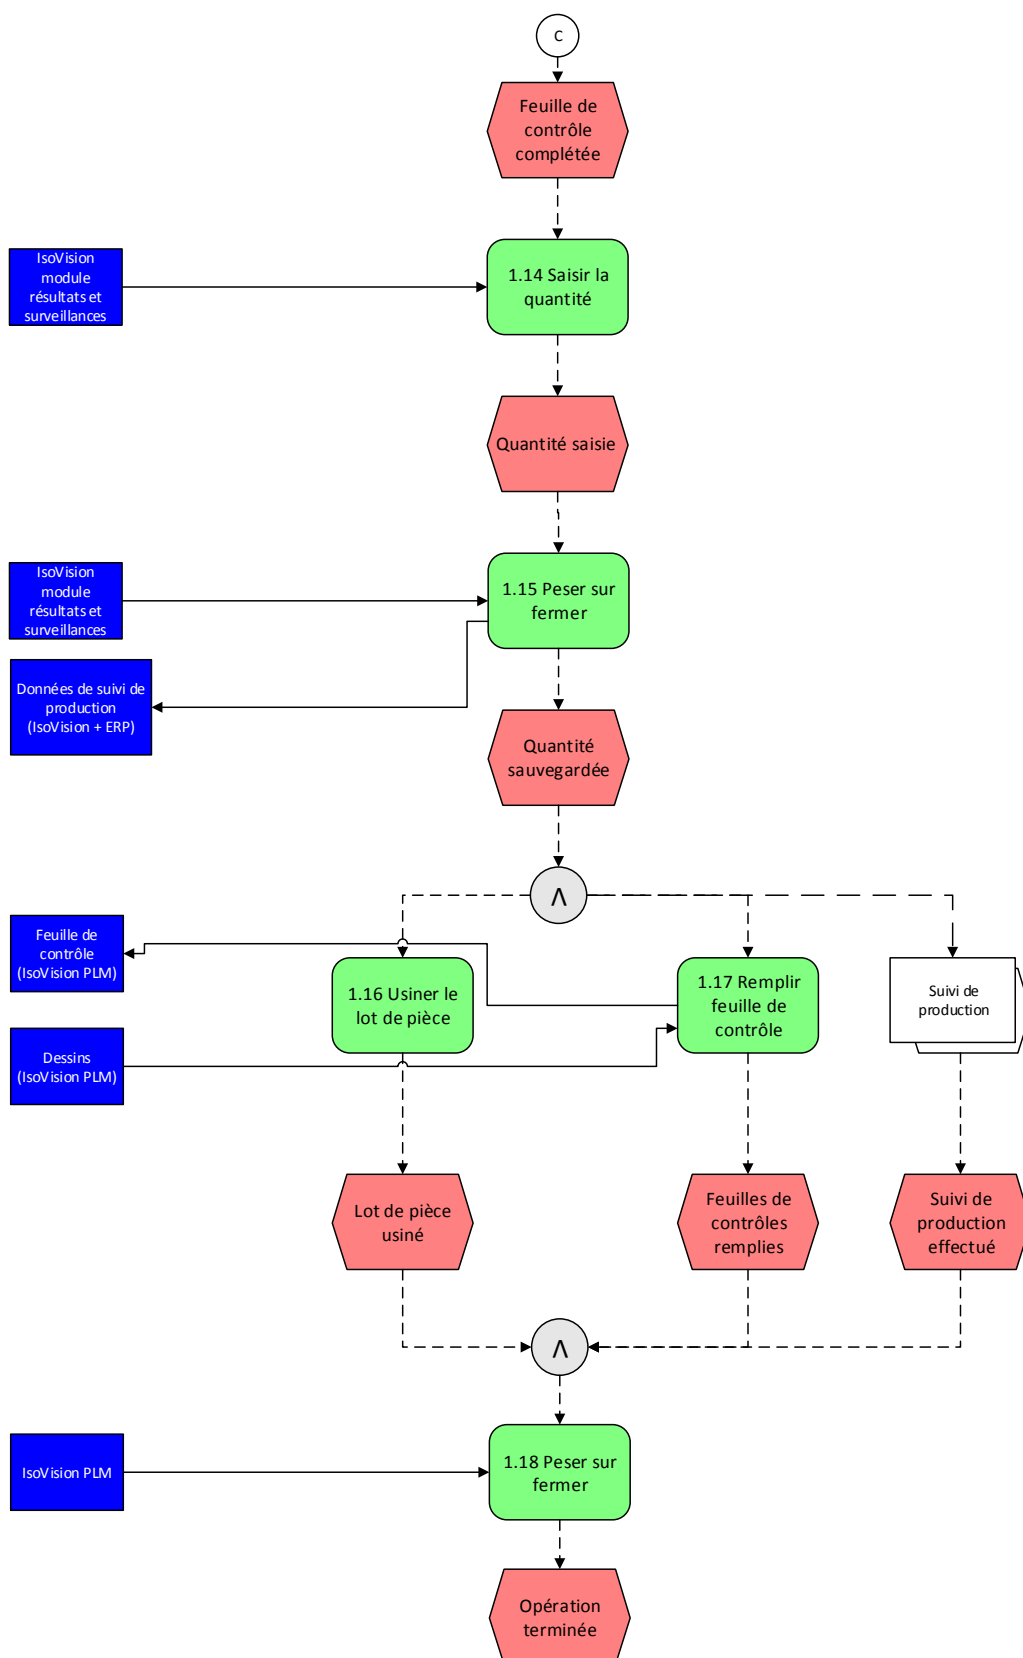 C
Feuille de
contrôle
complétée
IsoVision
module
résultats et
surveillances
1.14 Saisir la
quantité
Quantité saisie
IsoVision
module
résultats et
surveillances
1.15 Peser sur
fermer
Données de suivi de
production
(IsoVision + ERP)
Quantité
sauvegardée
Λ
Feuille de
contrôle
(IsoVision PLM)
1.16 Usiner le
lot de pièce
1.17 Remplir
feuille de
contrôle
Suivi de
production
Dessins
(IsoVision PLM)
Lot de pièce
usiné
Feuilles de
contrôles
remplies
Suivi de
production
effectué
Λ
IsoVision PLM
1.18 Peser sur
fermer
Opération
terminée